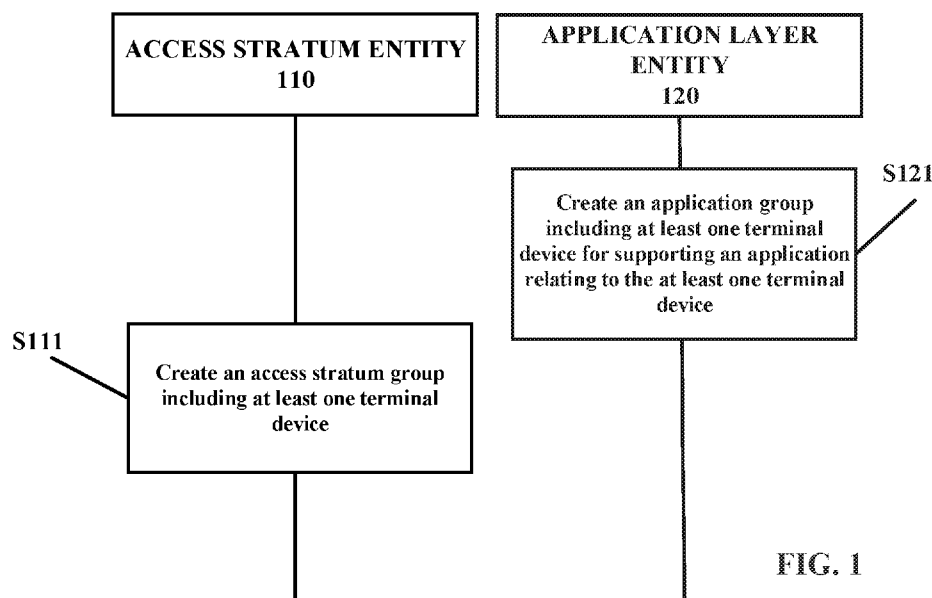 ACCESS STRATUM ENTITY
110
APPLICATION LAYER
ENTITY
120
S121
Create an application group
including at least one terminal
device for supporting an application
relating to the at least one terminal
device
S111
Create an access stratum group
including at least one terminal
device
FIG. 1